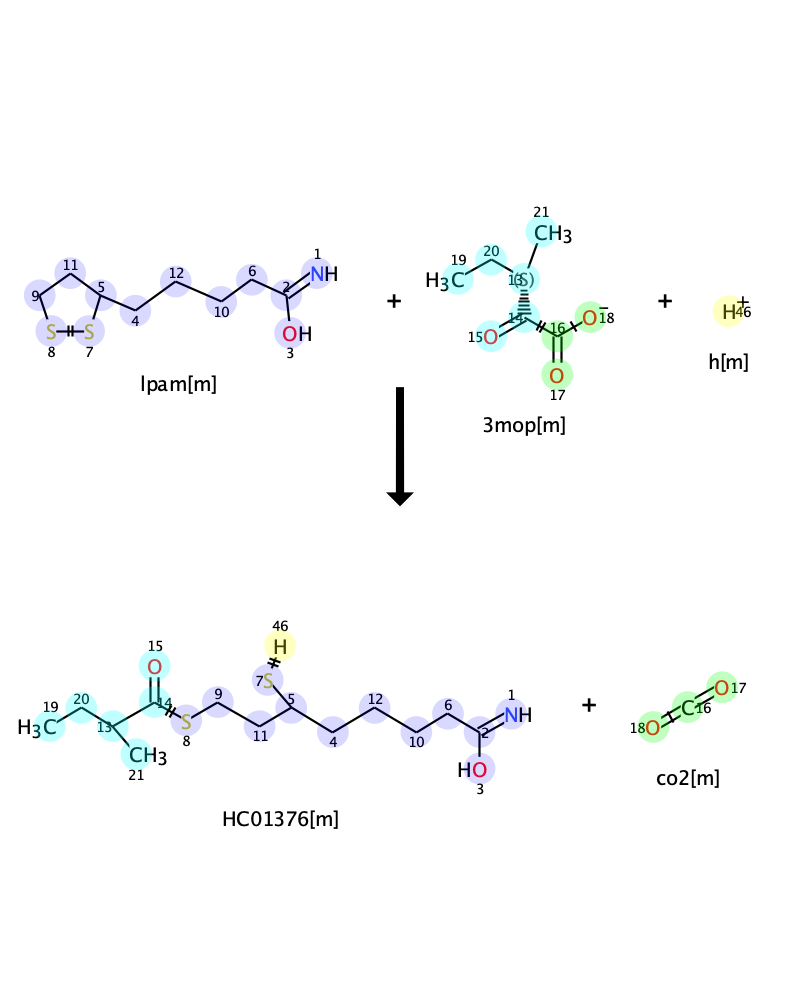 21
CH3
19 20
H3C 13 (S)
1
NH
11 12 6 2
9 5
10
4
S S
8 7
OH
3
lpam[m]
+
14
15 O
16
O− 18
O
17
3mop[m]
+
H+ 46
h[m]
46
H
15
O
7 S
19 20
H3C 13
14
9 5
12 6 1
NH
S
8
11 4 10 2
CH3
21
HO
3
HC01376[m]
+
O 17
C 16
18 O
co2[m]